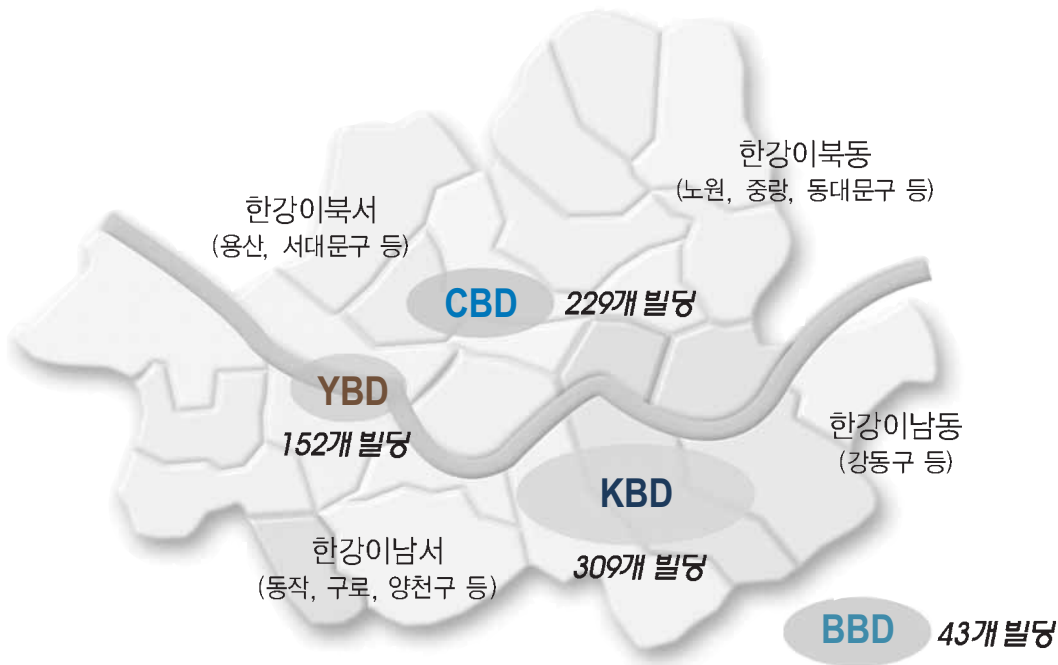 한강이북동
(노원, 중랑, 동대문구 등)
한강이북서
(용산, 서대문구 등)
CBD
229개 빌딩
YBD
152개 빌딩
한강이남동
(강동구 등)
KBD
309개 빌딩
한강이남서
(동작, 구로, 양천구 등)
BBD
43개 빌딩